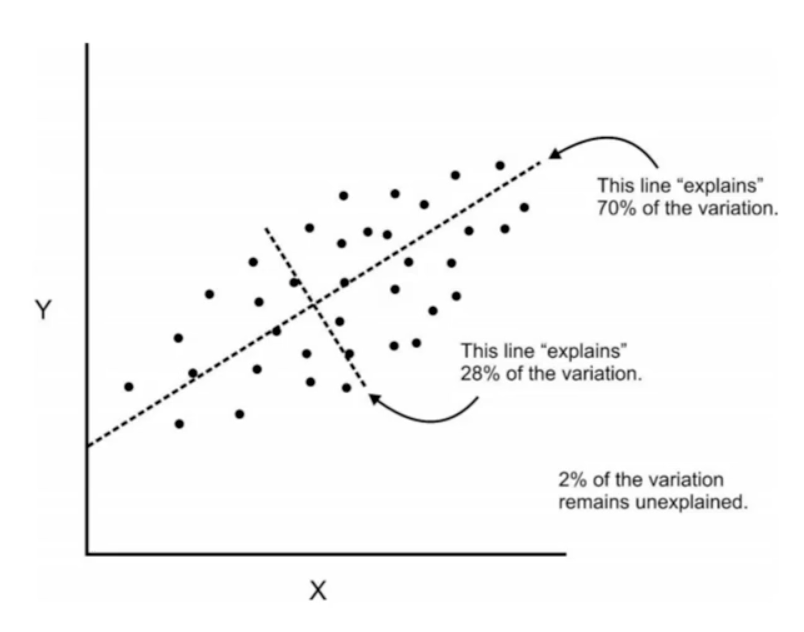 This line “explains”
70% of the variation.
Y
This line “explains”
28% of the variation.
2% of the variation
remains unexplained.
X